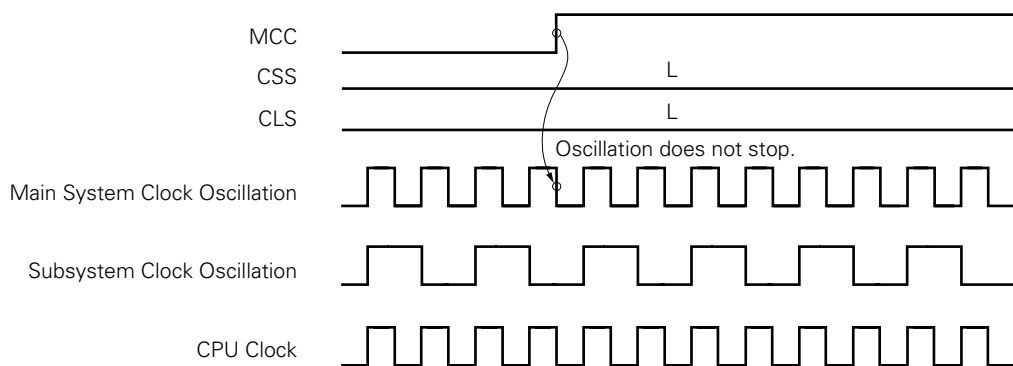 MCC
CSS L
CLS L
Oscillation does not stop.
Main System Clock Oscillation
Subsystem Clock Oscillation
CPU Clock